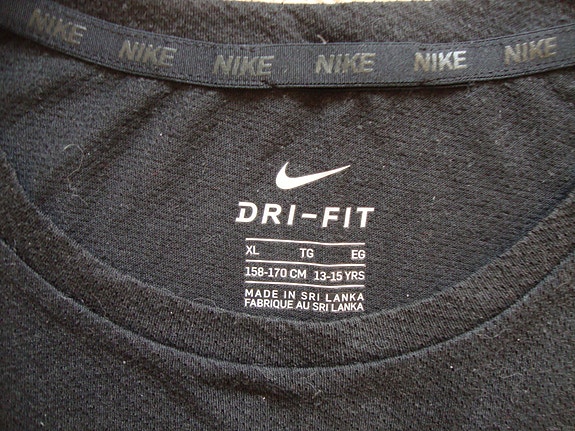 NIKE NIKE NIKE NIKE NIKE NIKE
DRI-FIT
XL TG EG
158-170 CM 13-15 YRS
MADE IN SRI LANKA
FABRIQUE AU SRI LANKA